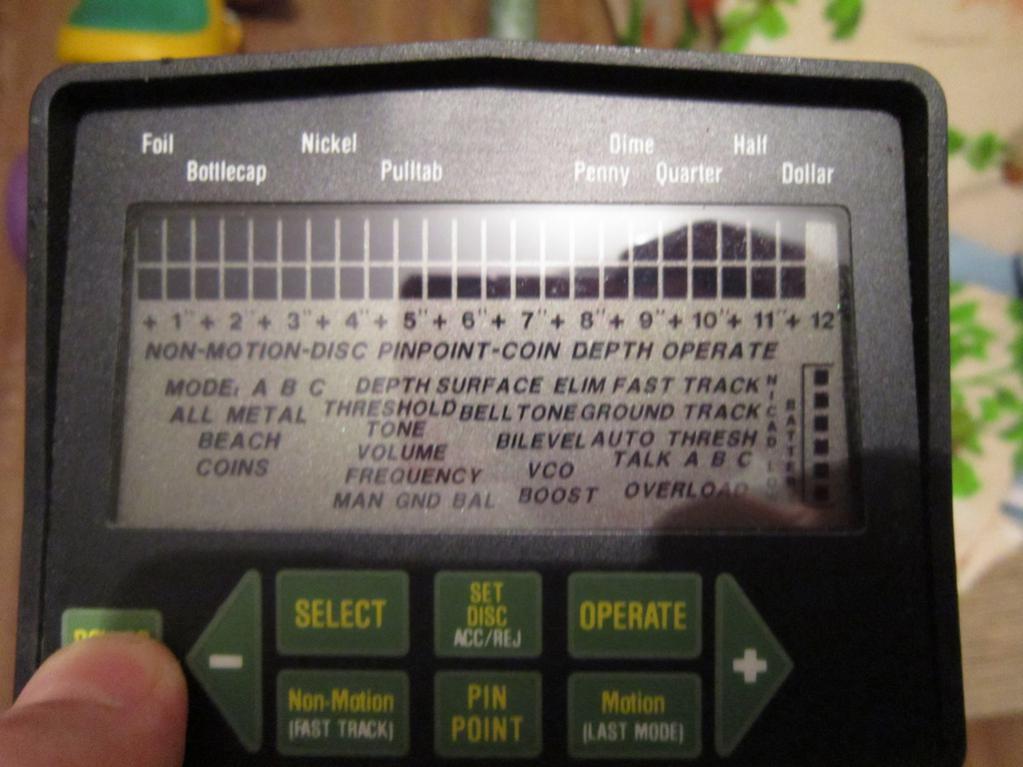 Foil Nickel Dime Half
Bottlecap Pulltab Penny Quarter Dollar
+ 1" + 2" + 3" + 4" + 5" + 6" + 7" + 8" + 9" + 10" + 11" + 12"
NON-MOTION-DISC PINPOINT-COIN DEPTH OPERATE
MODE: A B C DEPTH SURFACE ELIM FAST TRACK
ALL METAL THRESHOLD BELLTONE GROUND TRACK
BEACH TONE BILEVEL AUTO THRESH
COINS VOLUME VCO TALK A B C
FREQUENCY BOOST OVERLOAD
MAN GND BAL
NICAD
SELECT
SET
DISC
ACC/REJ
OPERATE
-
+
Non-Motion
(FAST TRACK)
PIN
POINT
Motion
(LAST MODE)